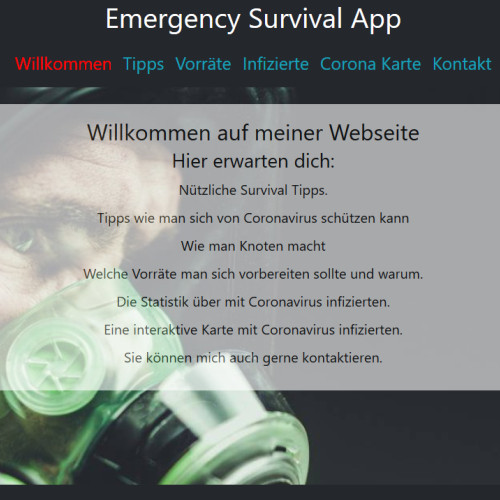 Emergency Survival App
Willkommen Tipps Vorräte Infizierte Corona Karte Kontakt
Willkommen auf meiner Webseite
Hier erwarten dich:
Nützliche Survival Tipps.
Tipps wie man sich von Coronavirus schützen kann
Wie man Knoten macht
Welche Vorräte man sich vorbereiten sollte und warum.
Die Statistik über mit Coronavirus infizierten.
Eine interaktive Karte mit Coronavirus infizierten.
Sie können mich auch gerne kontaktieren.